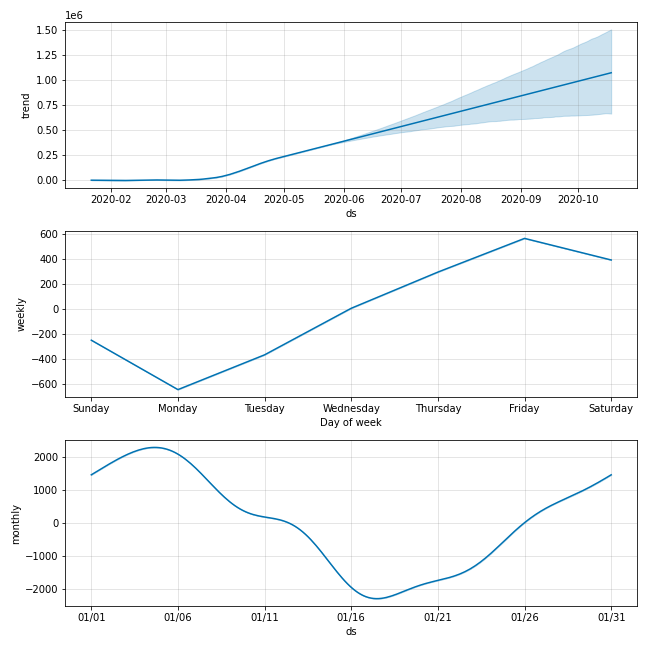 1e6
1.50
1.25
1.00
0.75
0.50
0.25
0.00
trend
2020-02 2020-03 2020-04 2020-05 2020-06 2020-07 2020-08 2020-09 2020-10
ds
600
400
200
0
−200
−400
−600
weekly
Sunday Monday Tuesday Wednesday Thursday Friday Saturday
Day of week
2000
1000
0
−1000
−2000
monthly
01/01 01/06 01/11 01/16 01/21 01/26 01/31
ds